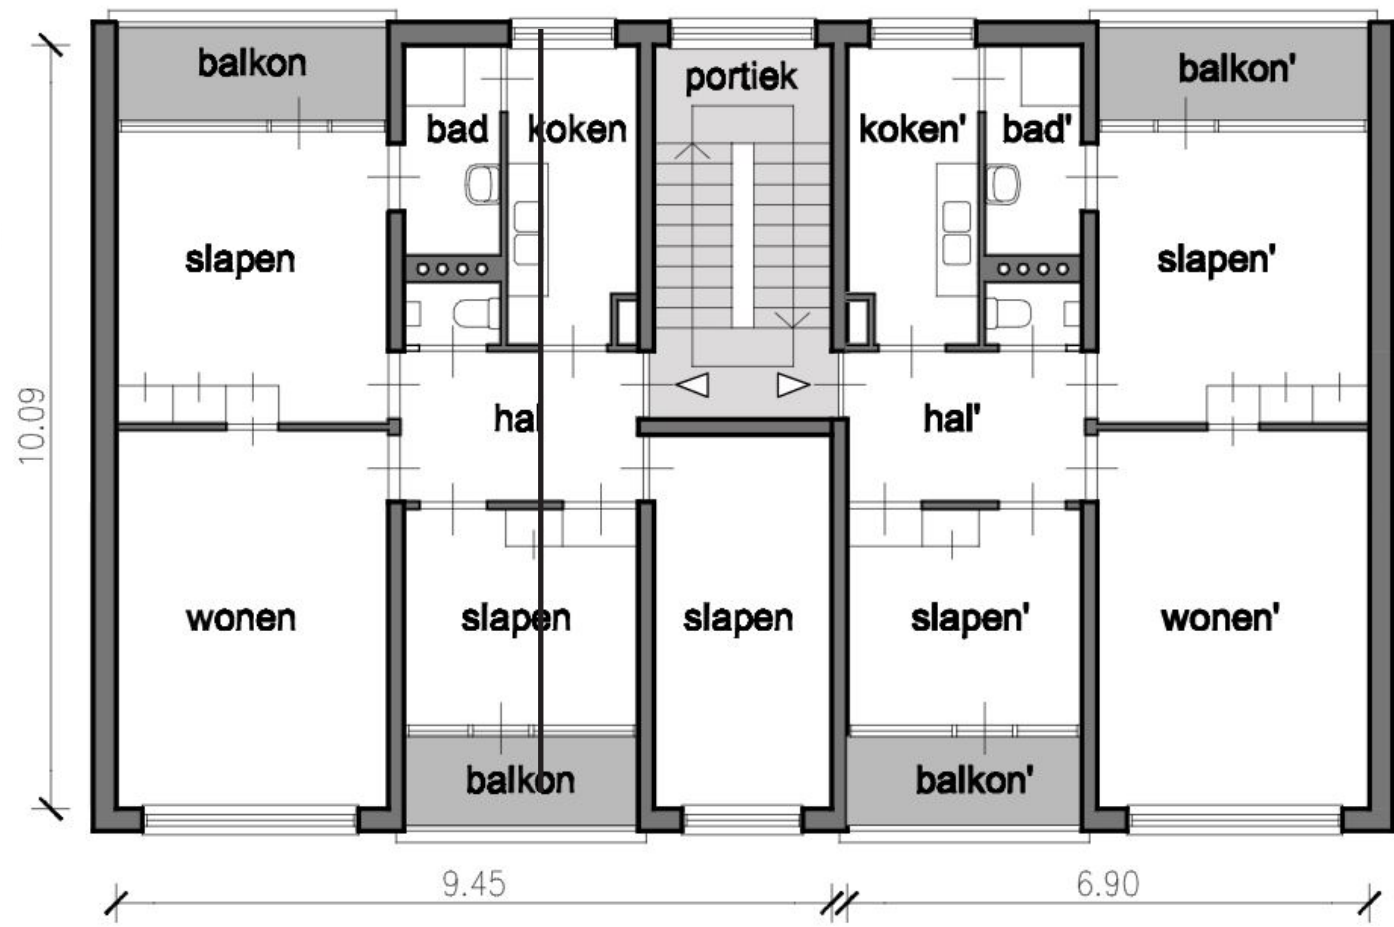 balkon
portiek
balkon'
bad
koken
koken'
bad'
slapen
slapen'
10.09
hal
hal'
wonen
slapen
slapen
slapen'
wonen'
balkon
balkon'
9.45
6.90